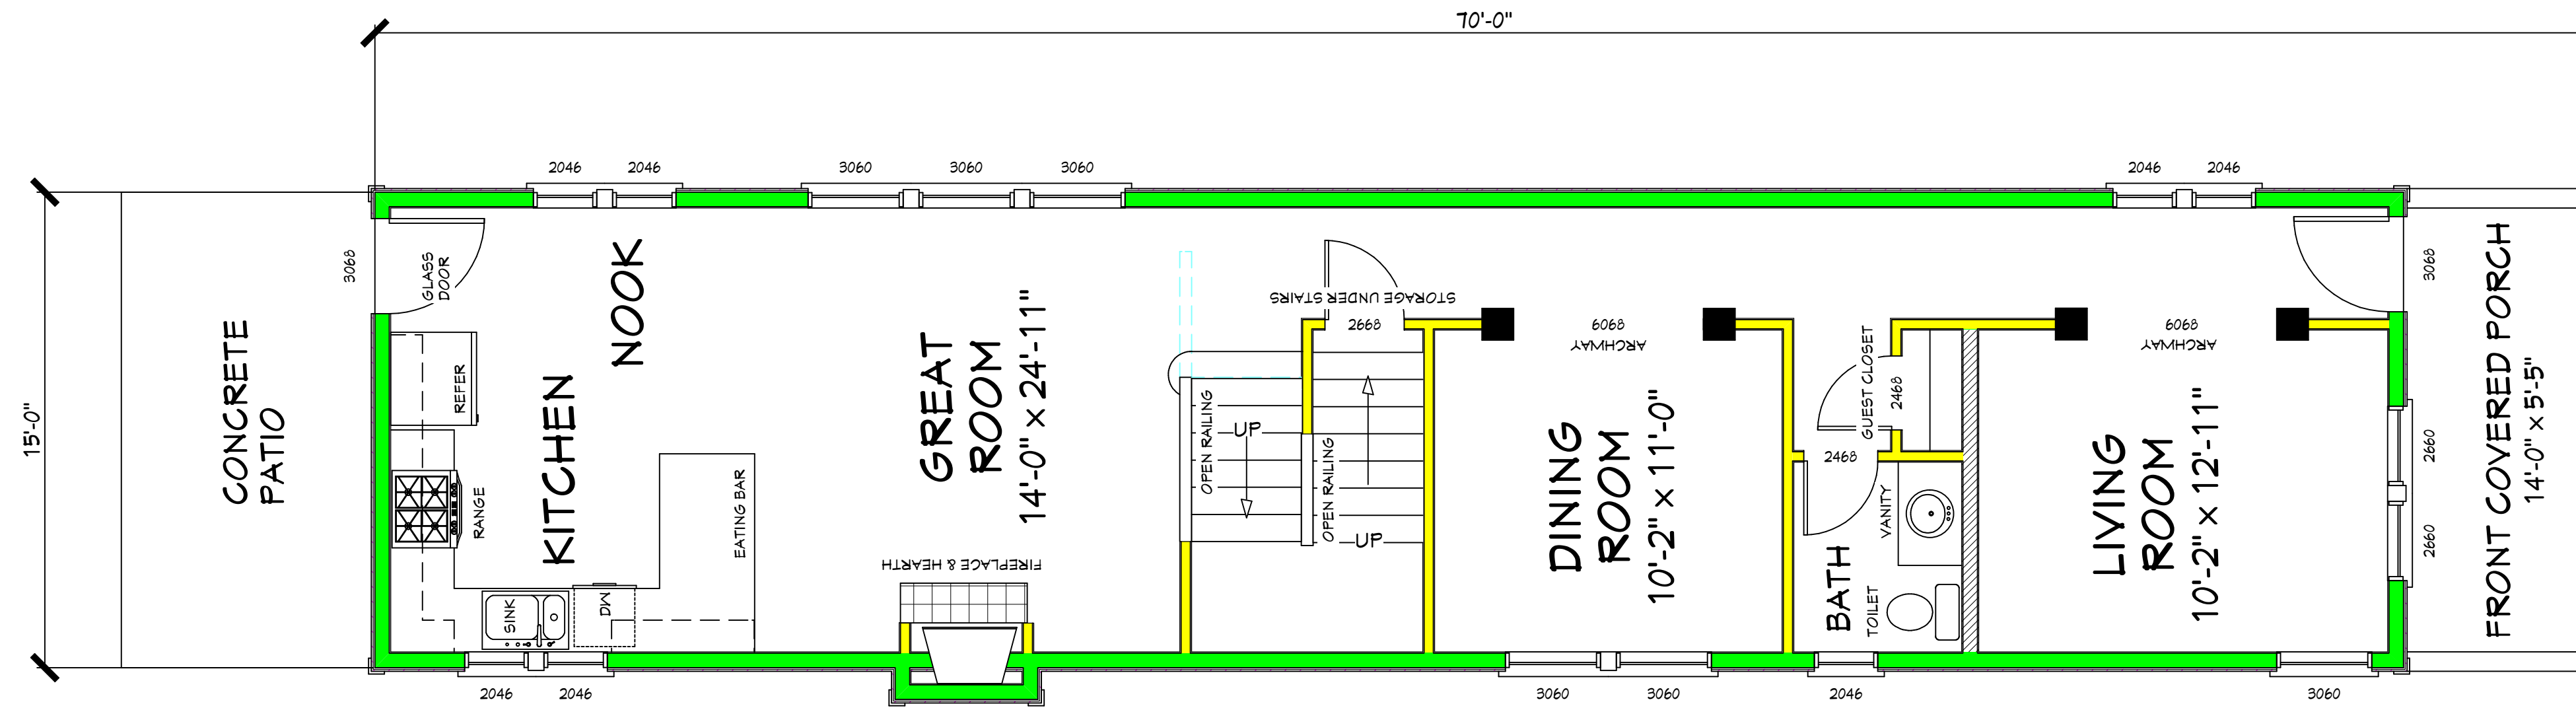 70'-0"
2046
2046
3060
3060
3060
2046
2046
15'-0"
CONCRETE
PATIO
3068
GLASS
DOOR
REFER
RANGE
KITCHEN
NOOK
SINK
DW
EATING BAR
GREAT
ROOM
14'-0" x 24'-11"
FIREPLACE & HEARTH
OPEN RAILING
UP
OPEN RAILING
UP
STORAGE UNDER STAIRS
2668
DINING
ROOM
10'-2" x 11'-0"
6068
ARCHWAY
GUEST CLOSET
2468
2468
VANITY
BATH
TOILET
LIVING
ROOM
10'-2" x 12'-11"
6068
ARCHWAY
3068
2660
2660
FRONT COVERED PORCH
14'-0" x 5'-5"
2046
2046
3060
3060
2046
3060